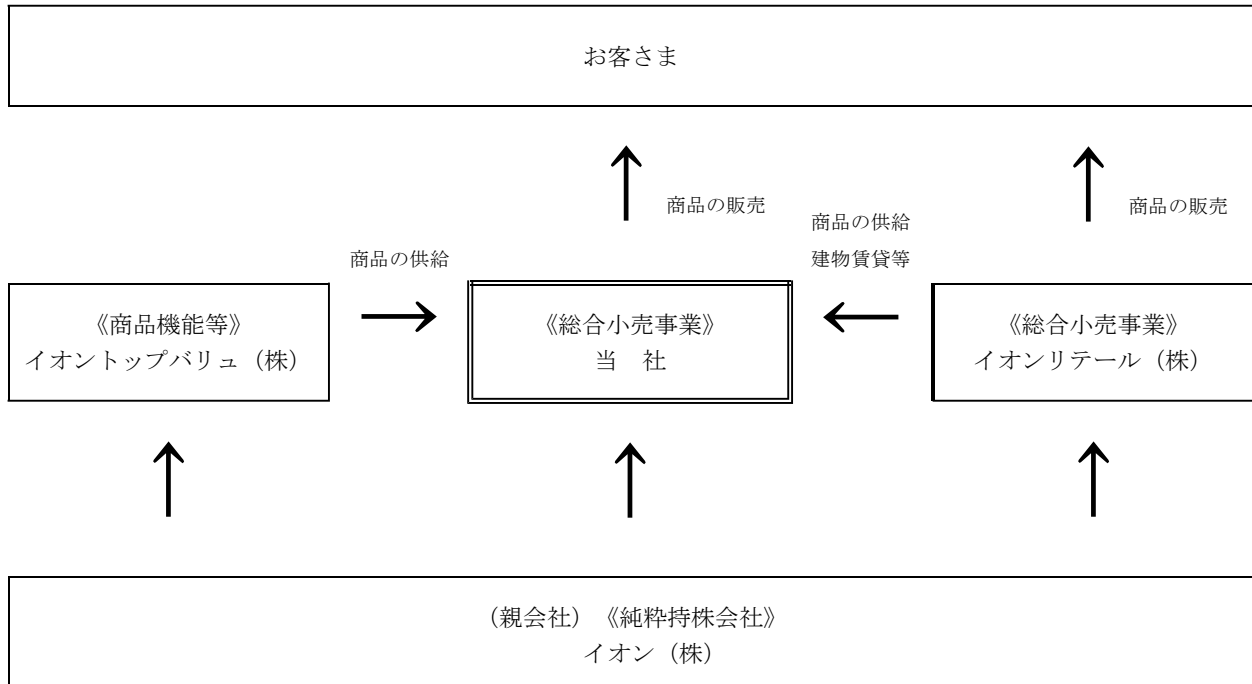 お客さま
商品の販売
商品の供給
建物賃貸等
商品の販売
商品の供給
《商品機能等》
イオントップバリュ（株）
《総合小売事業》
当　社
《総合小売事業》
イオンリテール（株）
（親会社）《純粋持株会社》
イオン（株）